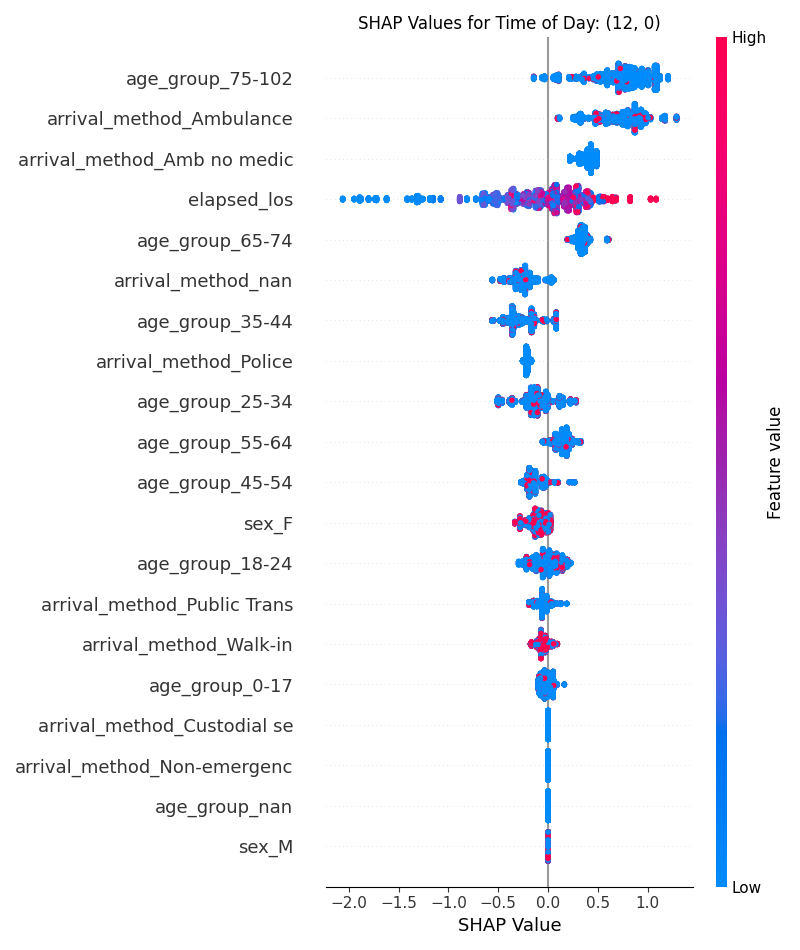 SHAP Values for Time of Day: (12, 0)
High
age_group_75-102
arrival_method_Ambulance
arrival_method_Amb no medic
elapsed_los
age_group_65-74
arrival_method_nan
age_group_35-44
arrival_method_Police
age_group_25-34
age_group_55-64
age_group_45-54
sex_F
age_group_18-24
arrival_method_Public Trans
arrival_method_Walk-in
age_group_0-17
arrival_method_Custodial se
arrival_method_Non-emergenc
age_group_nan
sex_M
Feature value
Low
−2.0 −1.5 −1.0 −0.5 0.0 0.5 1.0
SHAP Value